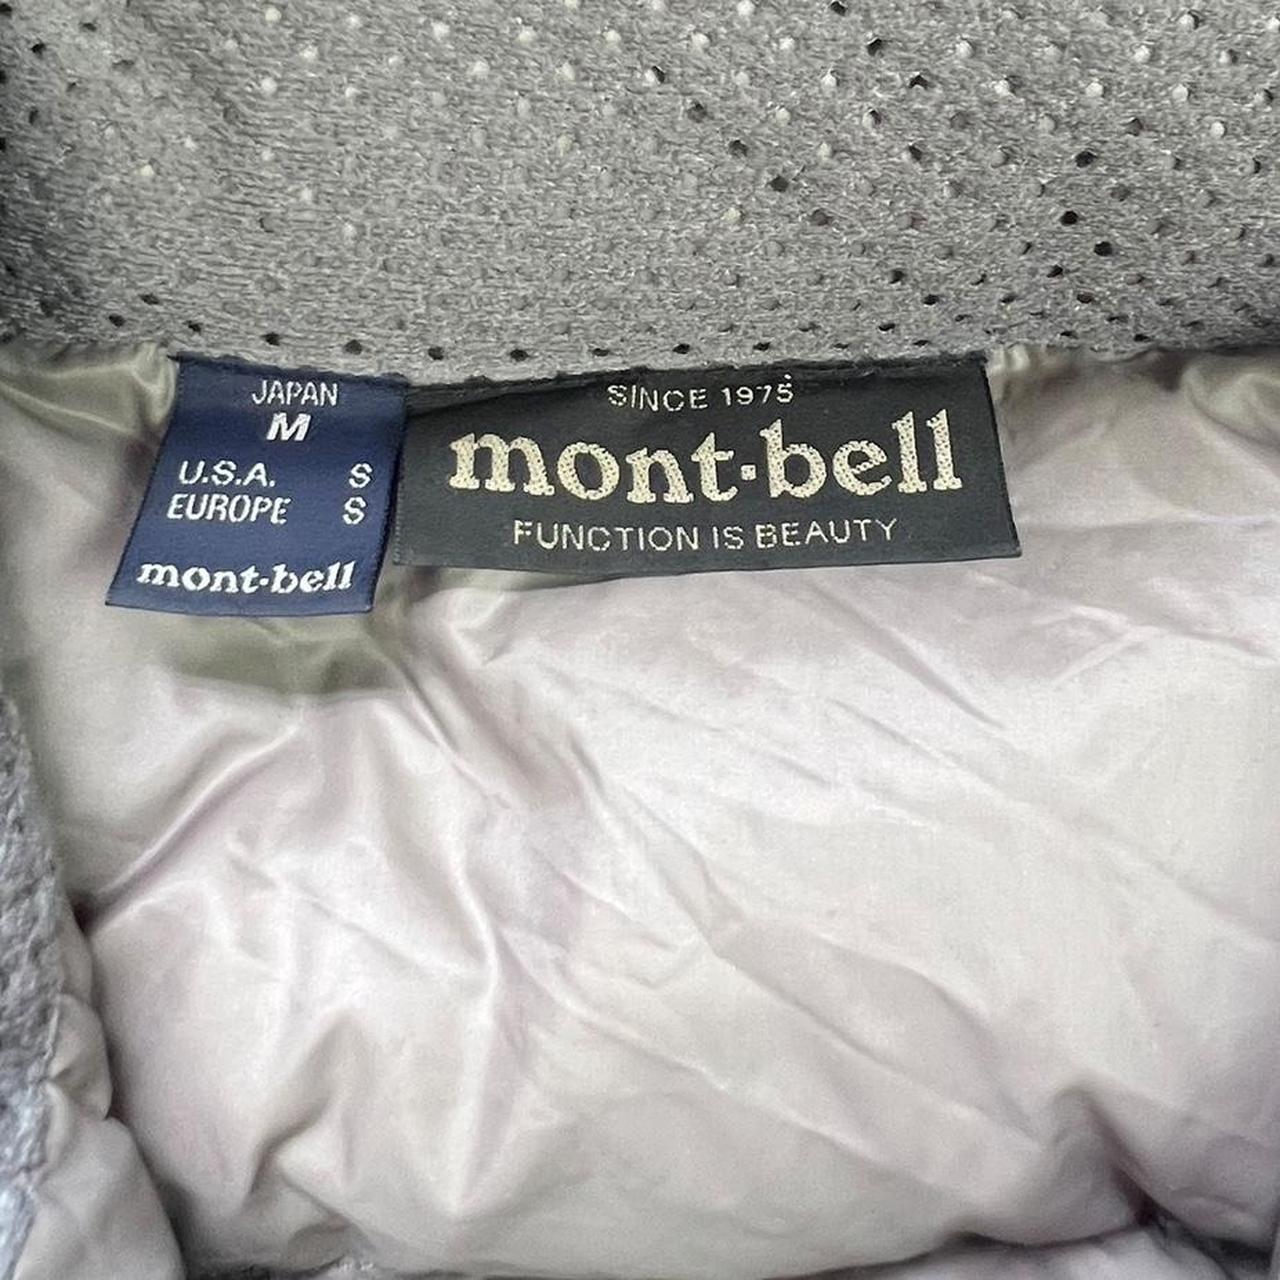 JAPAN
M
U.S.A. S
EUROPE S
mont-bell
SINCE 1975
mont·bell
FUNCTION IS BEAUTY